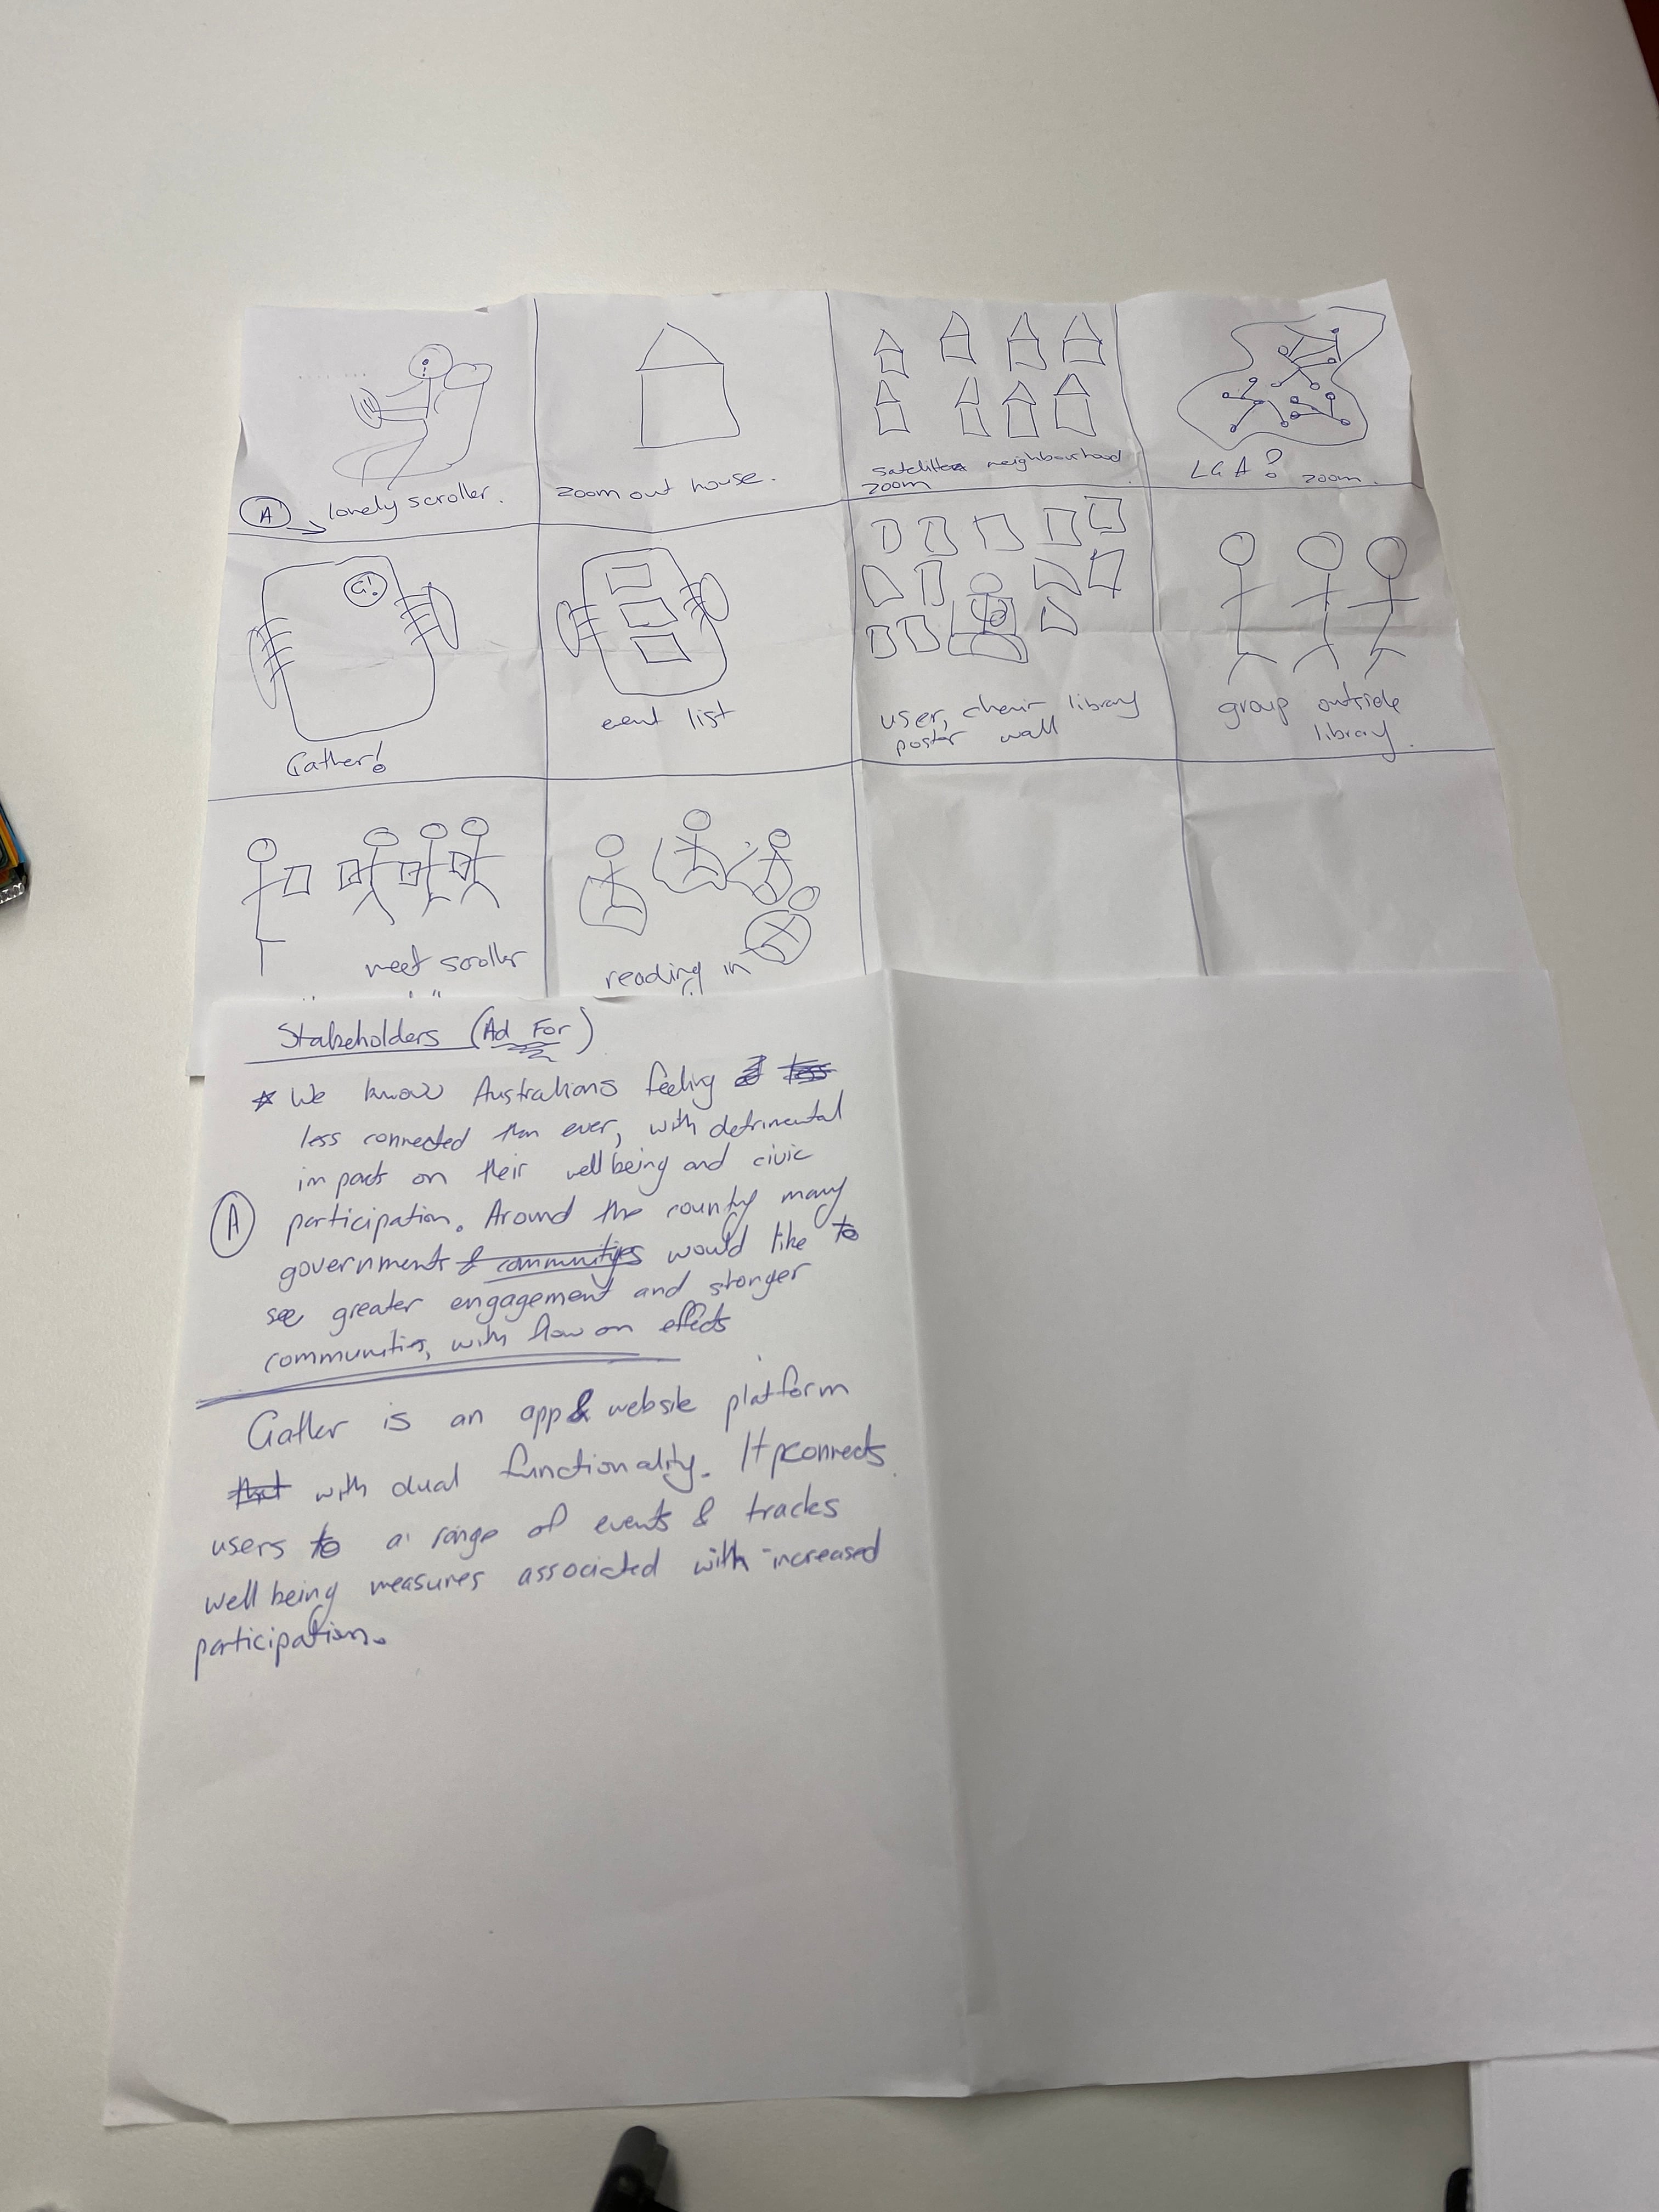 A
lonely scroller.
zoom out house.
satellite neighbourhood
zoom
LGA? zoom.
G!
Gather!
event list
user, chair library
poster wall
group outside
library.
meet scroller
reading in
Stakeholders (Ad For)
* We know Australians feeling
less connected than ever, with detrimental
impacts on their wellbeing and civic
A
participation. Around the country many
governments & communities would like to
see greater engagement and stonger
communities, with flow on effects
Gather is an app & website platform
that with dual functionality. It connects
users to a range of events & tracks
well being measures associated with increased
participation.